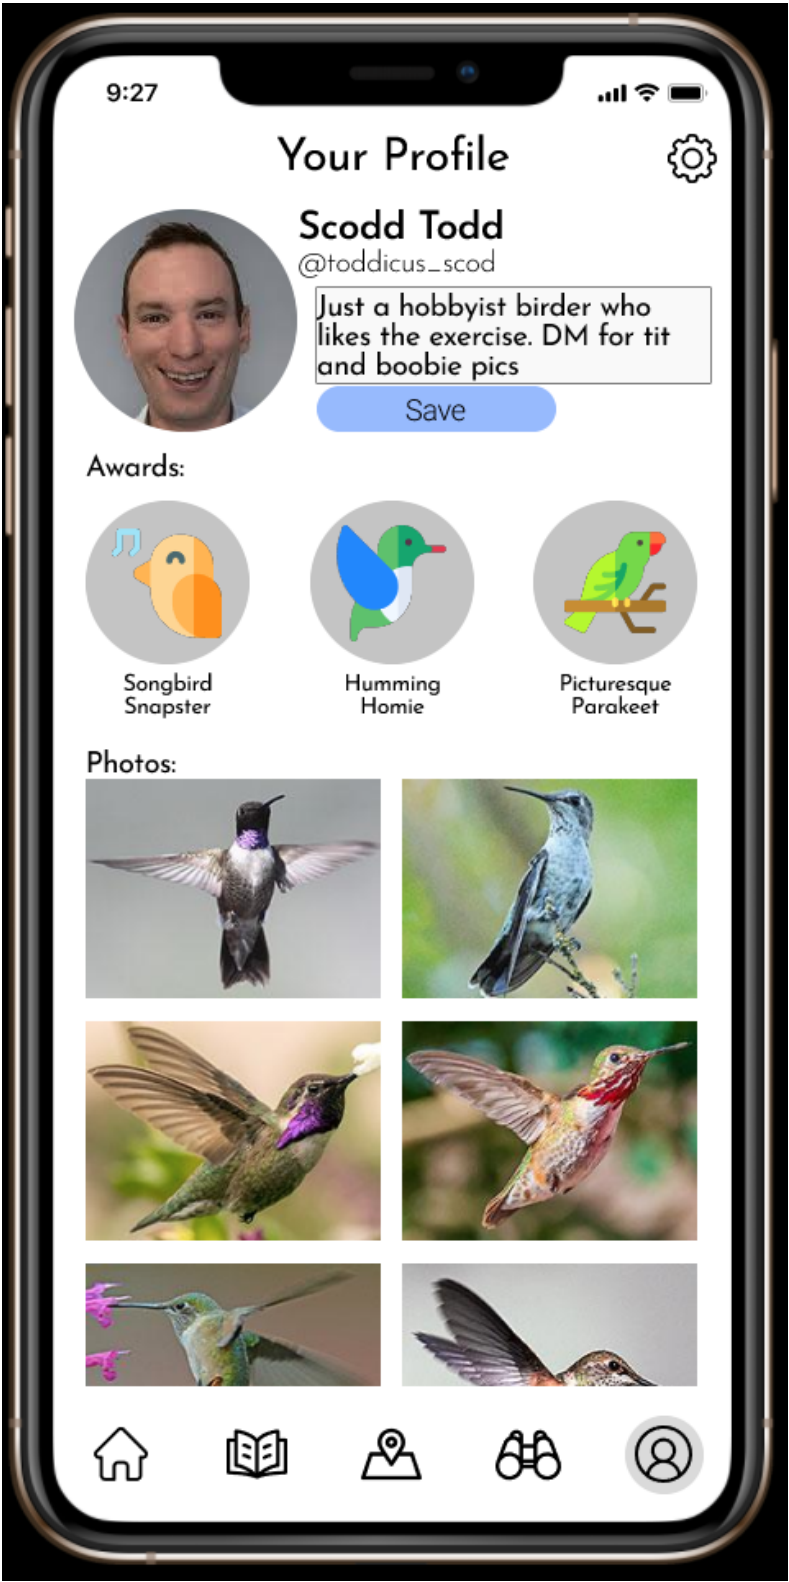 9:27
Your Profile
Scodd Todd
@toddicus_scod
Just a hobbyist birder who
likes the exercise. DM for tit
and boobie pics
Save
Awards:
Songbird
Snapster
Humming
Homie
Picturesque
Parakeet
Photos: